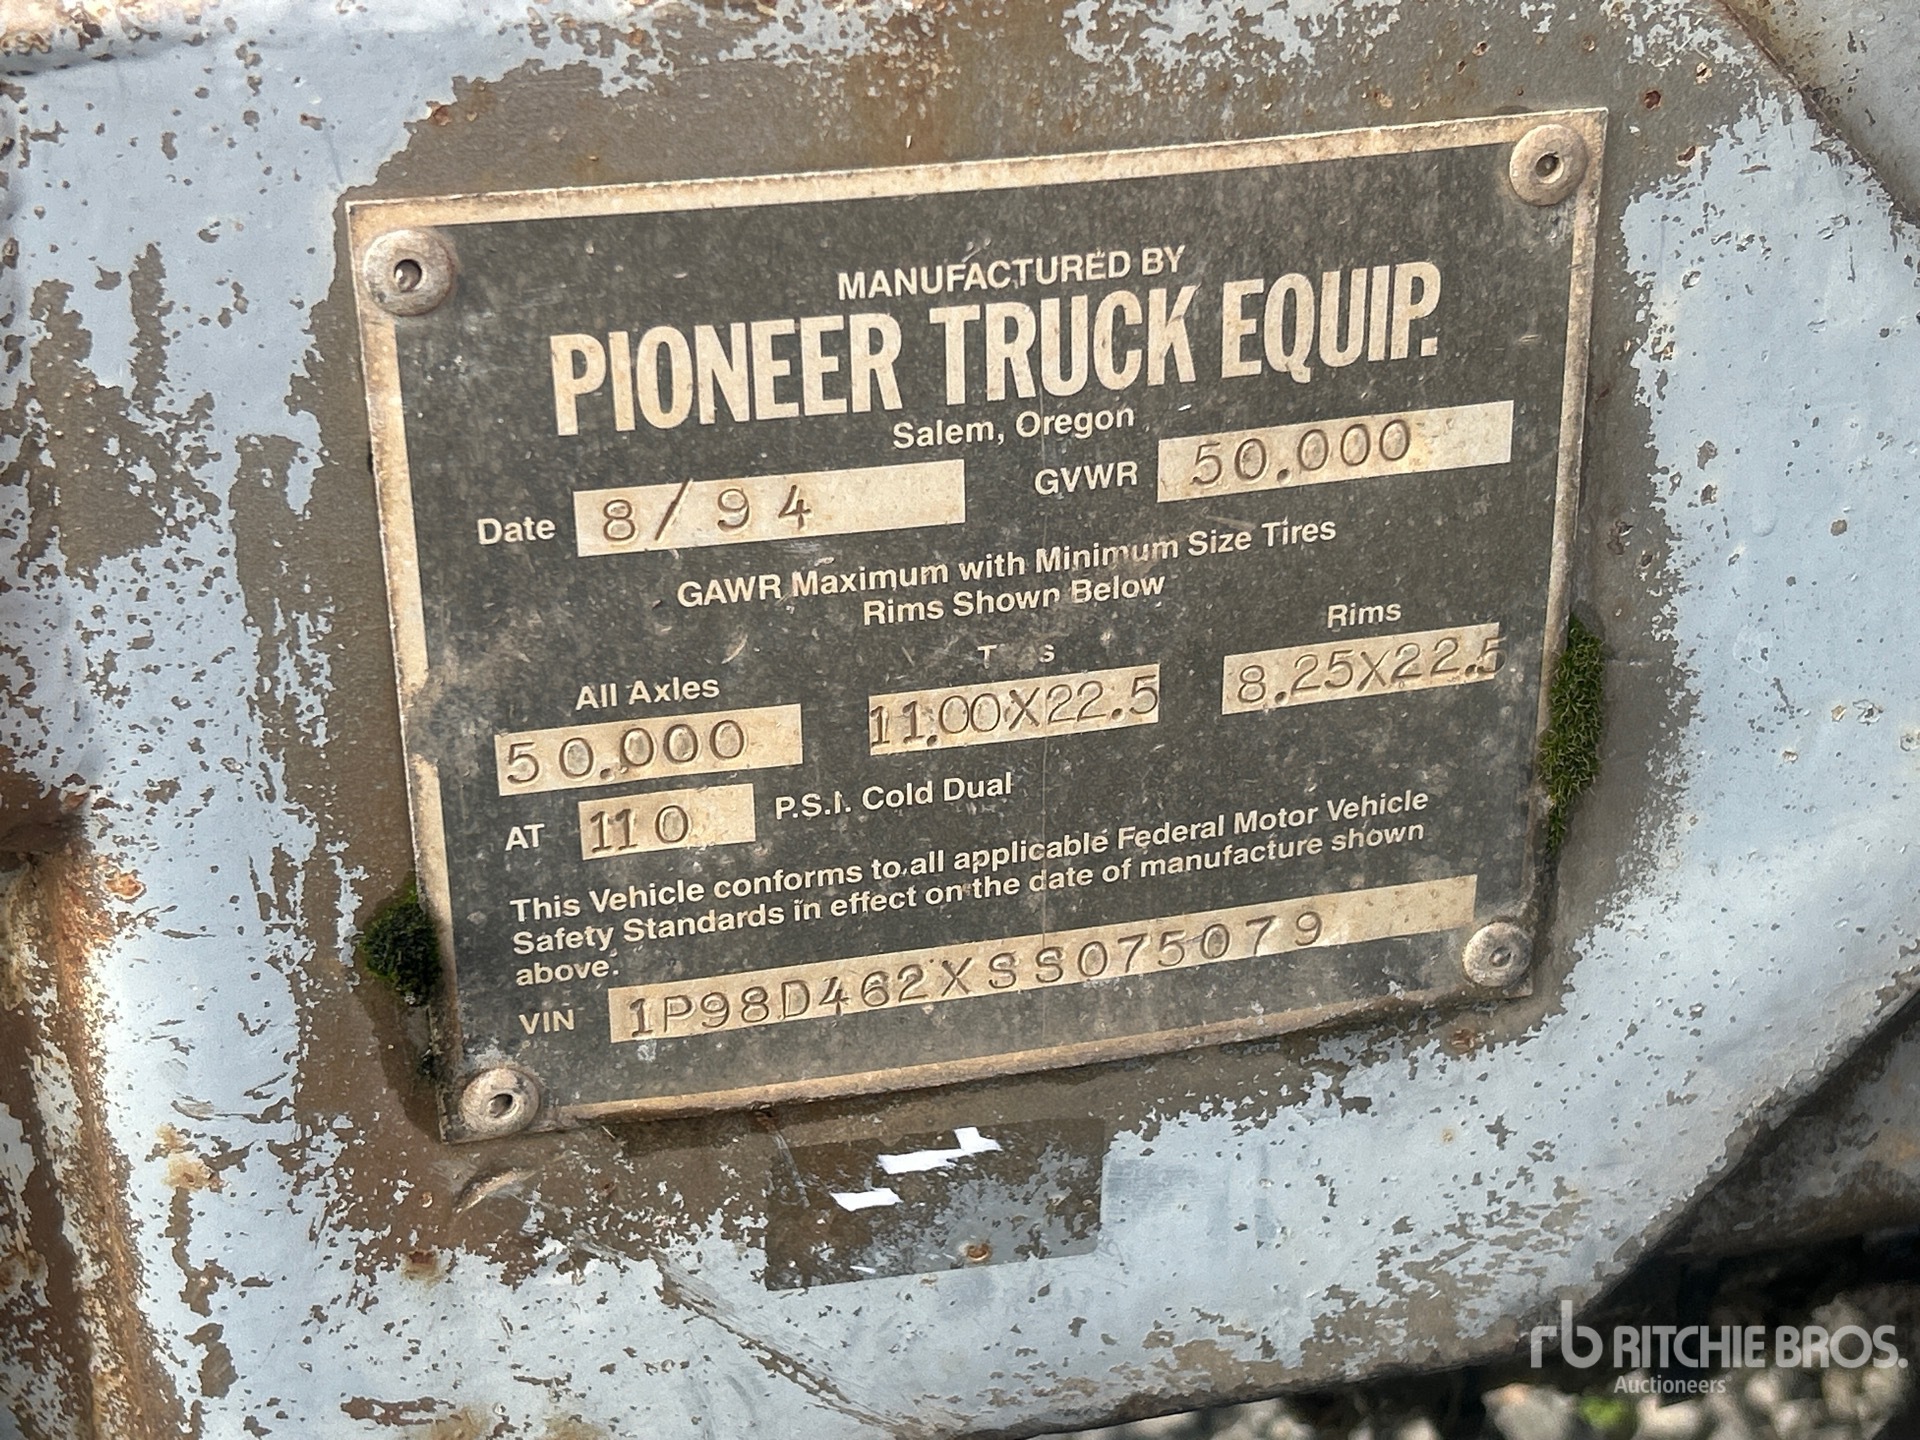 MANUFACTURED BY
PIONEER TRUCK EQUIP.
Salem, Oregon
Date 8/94 GVWR 50,000
GAWR Maximum with Minimum Size Tires
Rims Shown Below
All Axles T s Rims
50,000 11.00X22.5 8.25X22.5
AT 110 P.S.I. Cold Dual
This Vehicle conforms to all applicable Federal Motor Vehicle
Safety Standards in effect on the date of manufacture shown
above.
VIN 1P98D462XSS075079
rb RITCHIE BROS.
Auctioneers